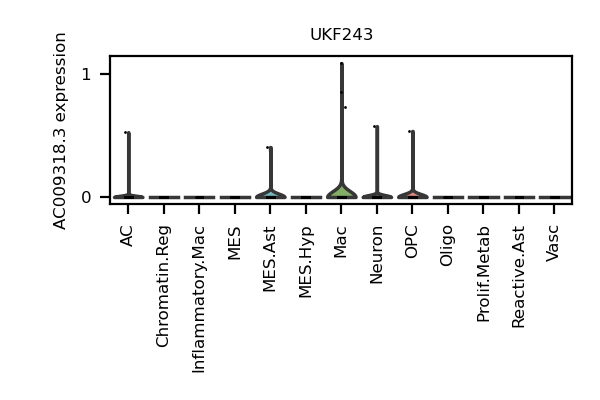 UKF243
AC009318.3 expression
1
0
AC
Chromatin.Reg
Inflammatory.Mac
MES
MES.Ast
MES.Hyp
Mac
Neuron
OPC
Oligo
Prolif.Metab
Reactive.Ast
Vasc